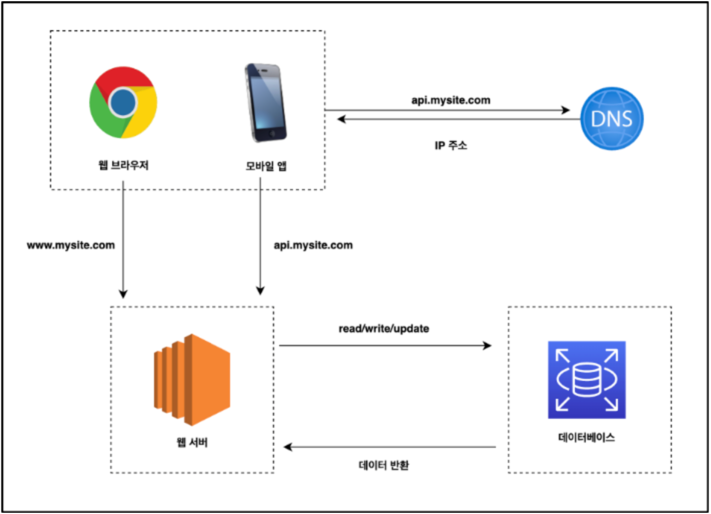 api.mysite.com
DNS
IP 주소
웹 브라우저
모바일 앱
www.mysite.com
api.mysite.com
read/write/update
웹 서버
데이터베이스
데이터 반환